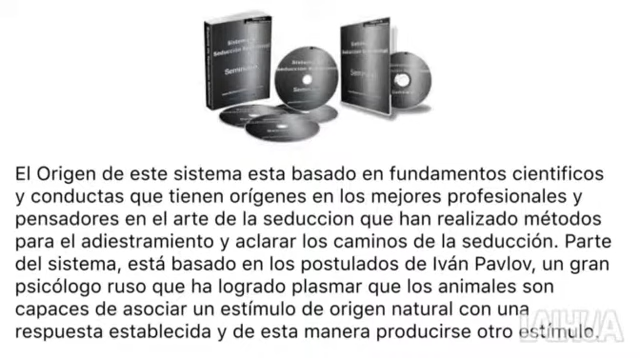 Seminario
El Origen de este sistema esta basado en fundamentos cientificos
y conductas que tienen orígenes en los mejores profesionales y
pensadores en el arte de la seduccion que han realizado métodos
para el adiestramiento y aclarar los caminos de la seducción. Parte
del sistema, está basado en los postulados de Iván Pavlov, un gran
psicólogo ruso que ha logrado plasmar que los animales son
capaces de asociar un estímulo de origen natural con una
respuesta establecida y de esta manera producirse otro estímulo.